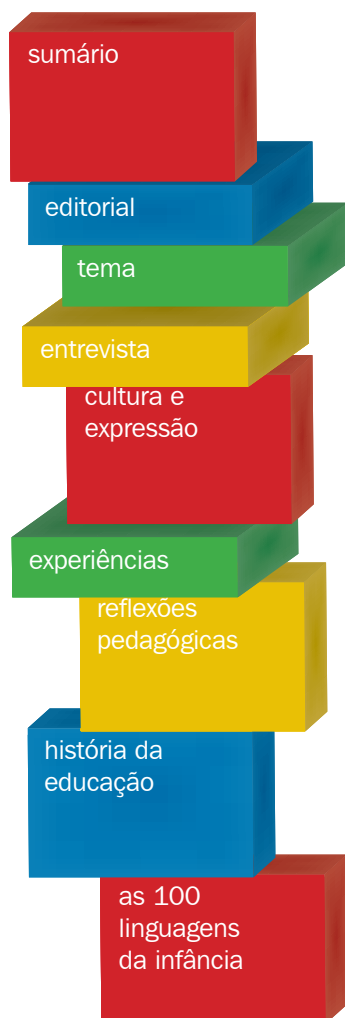 sumário
editorial
tema
entrevista
cultura e
expressão
experiências
reflexões
pedagógicas
história da
educação
as 100
linguagens
da infância